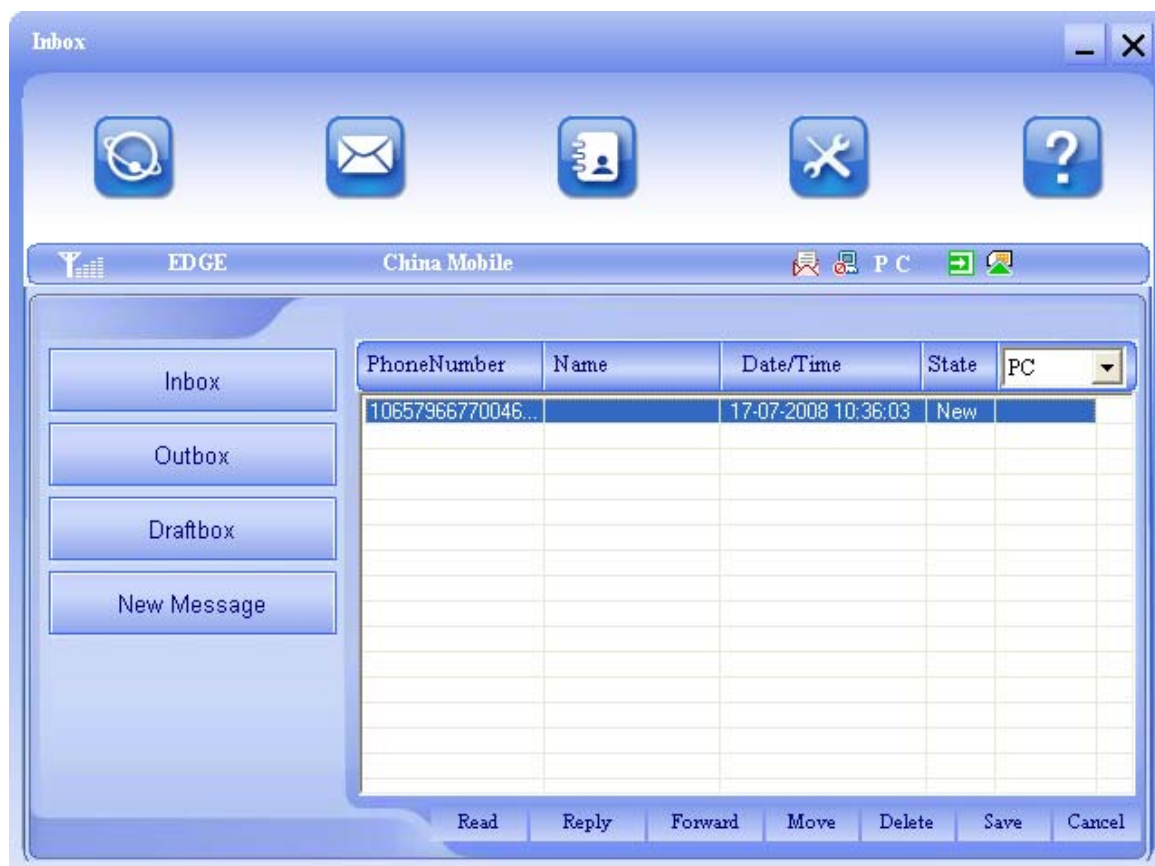 Inbox
EDGE China Mobile P C
PhoneNumber Name Date/Time State PC
10657966770046... 17-07-2008 10:36:03 New
Inbox
Outbox
Draftbox
New Message
Read Reply Forward Move Delete Save Cancel